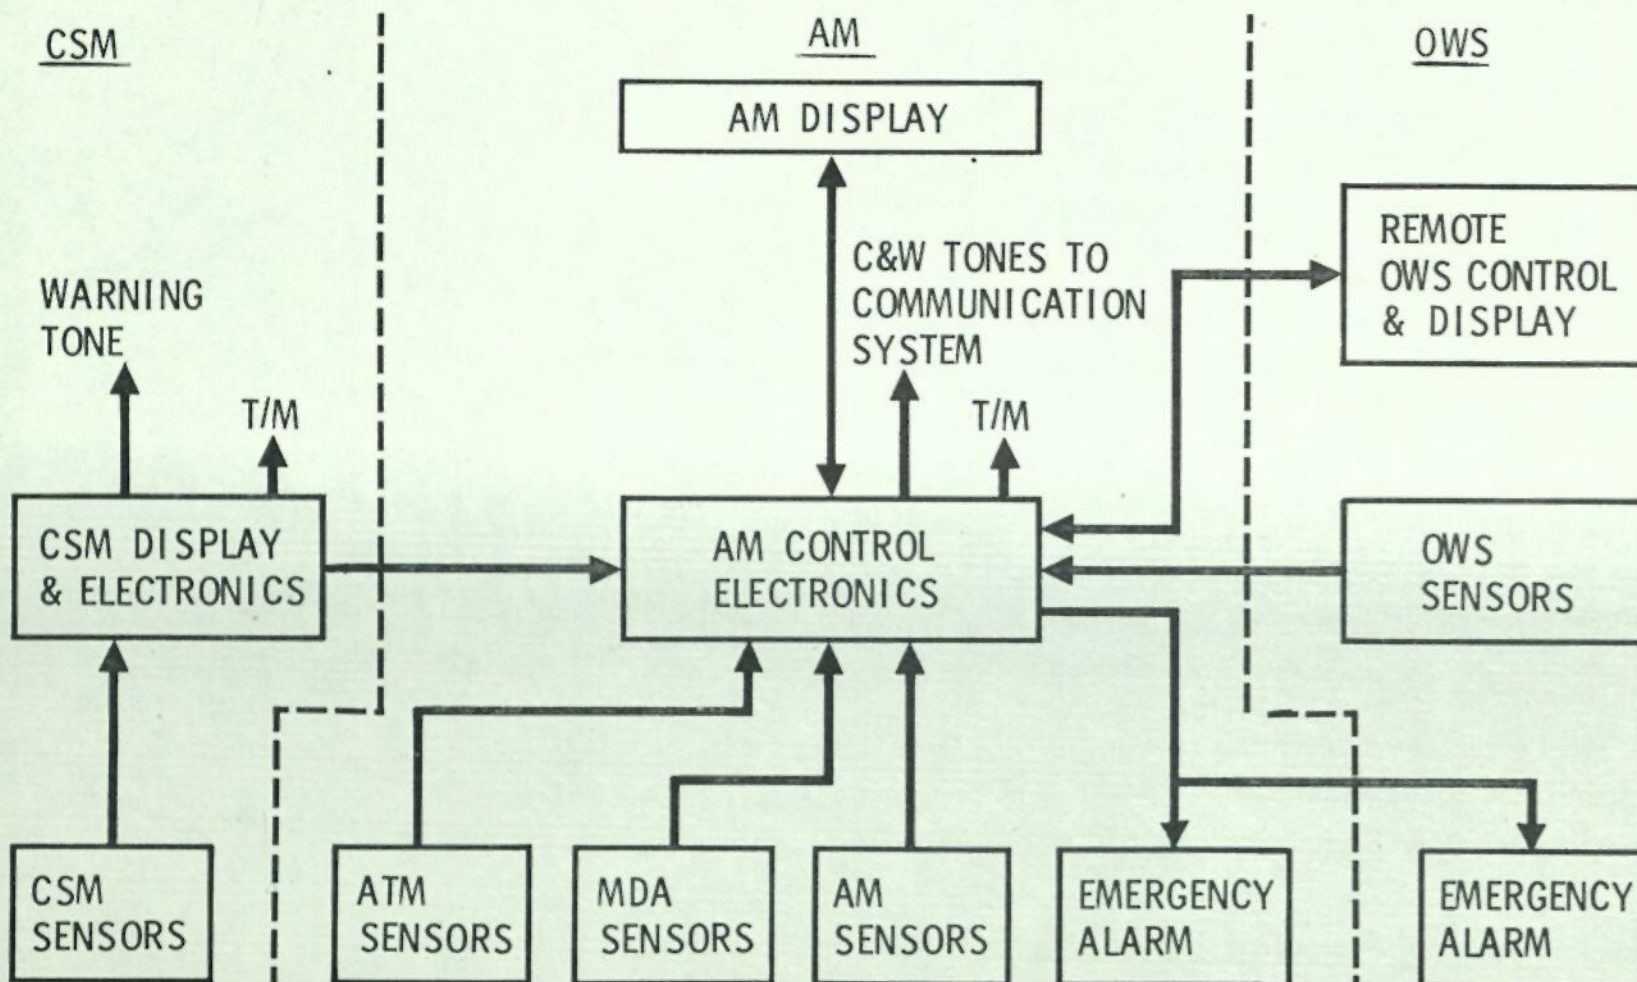 CSM
AM
OWS
AM DISPLAY
REMOTE
OWS CONTROL
& DISPLAY
C&W TONES TO
COMMUNICATION
SYSTEM
WARNING
TONE
T/M
T/M
CSM DISPLAY
& ELECTRONICS
AM CONTROL
ELECTRONICS
OWS
SENSORS
CSM
SENSORS
ATM
SENSORS
MDA
SENSORS
AM
SENSORS
EMERGENCY
ALARM
EMERGENCY
ALARM